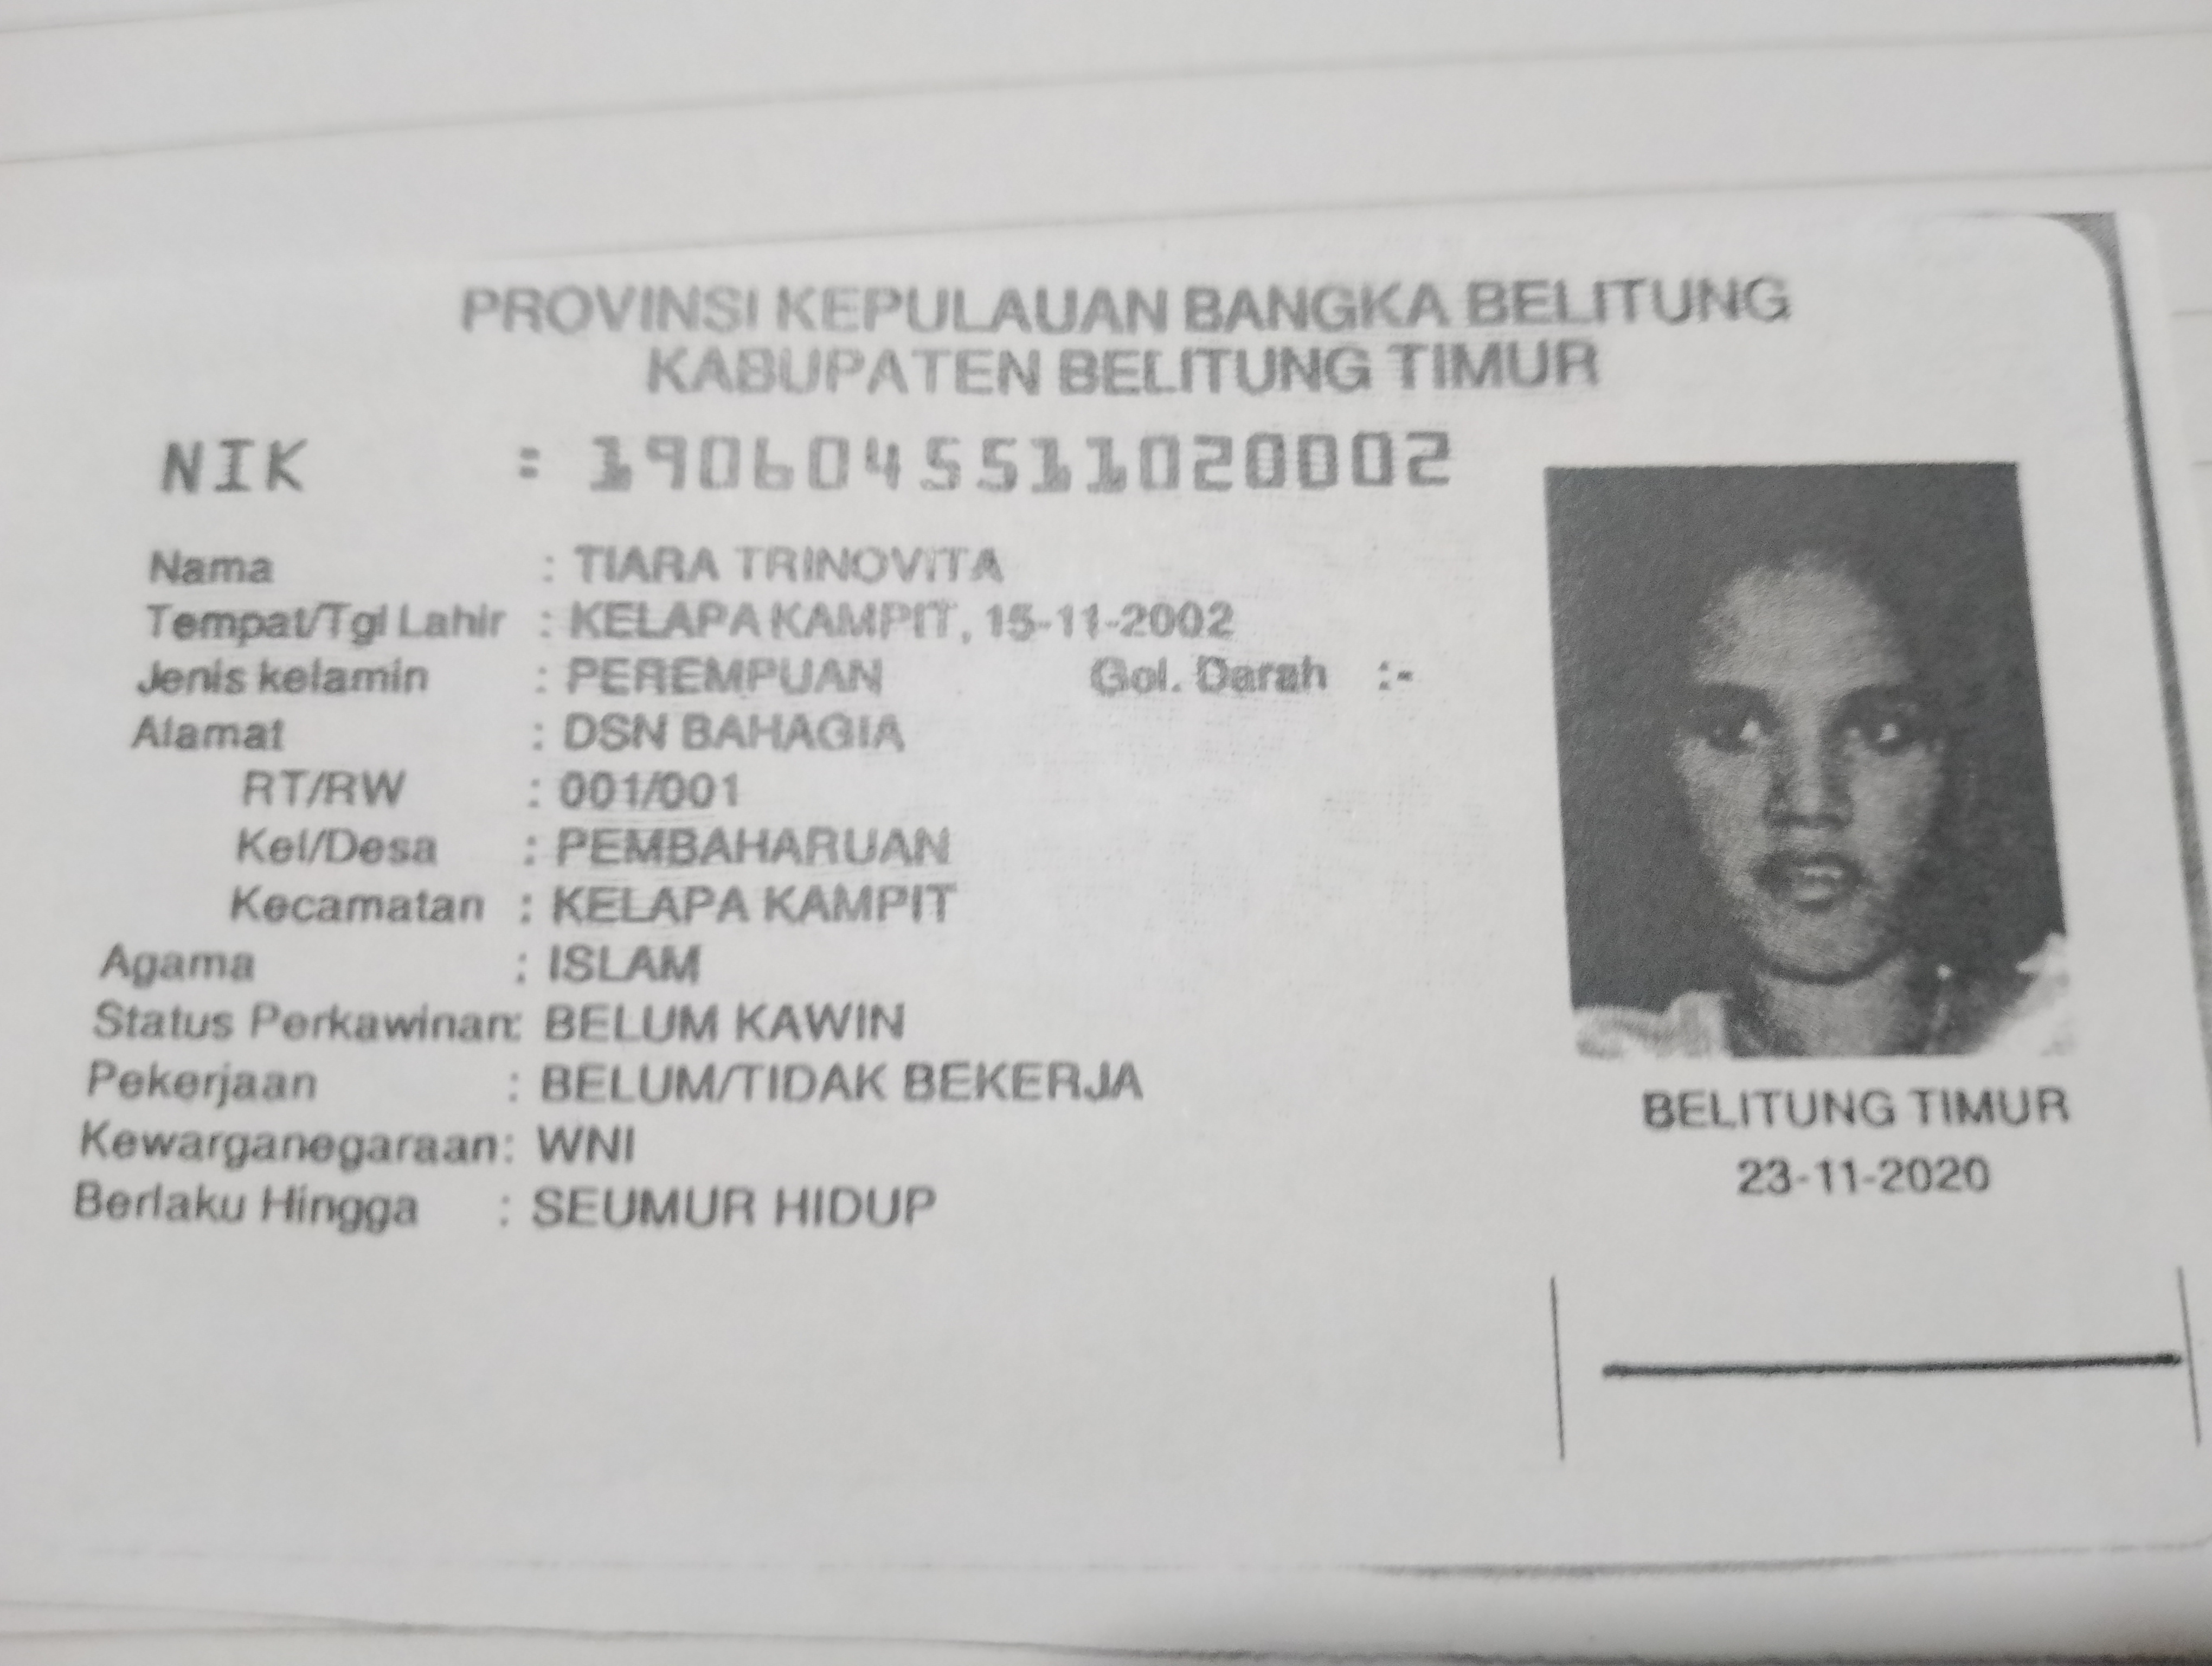 PROVINSI KEPULAUAN BANGKA BELITUNG
KABUPATEN BELITUNG TIMUR
NIK : 1906045511020002
Nama : TIARA TRINOVITA
Tempat/Tgl Lahir : KELAPA KAMPIT, 15-11-2002
Jenis kelamin : PEREMPUAN Gol. Darah :-
Alamat : DSN BAHAGIA
RT/RW : 001/001
Kel/Desa : PEMBAHARUAN
Kecamatan : KELAPA KAMPIT
Agama : ISLAM
Status Perkawinan: BELUM KAWIN
Pekerjaan : BELUM/TIDAK BEKERJA
Kewarganegaraan: WNI
Berlaku Hingga : SEUMUR HIDUP
BELITUNG TIMUR
23-11-2020